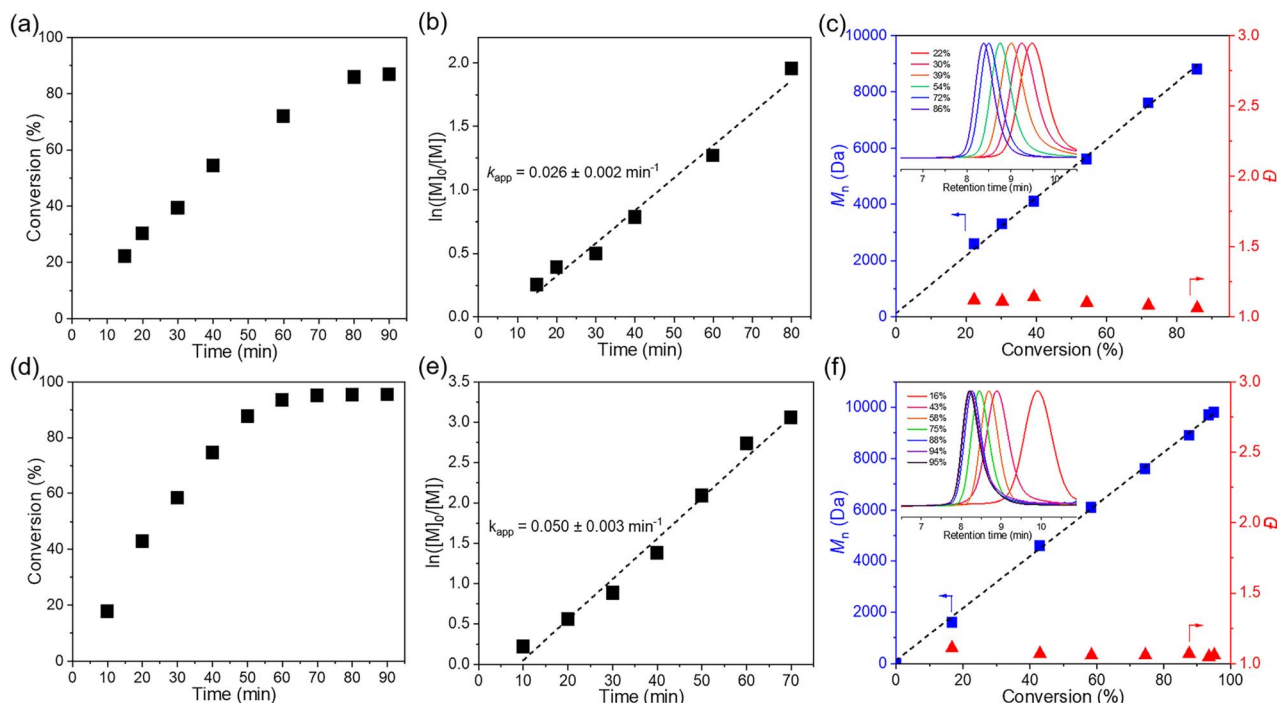 (a)
100
80
60
40
20
0
Conversion (%)
0 10 20 30 40 50 60 70 80 90
Time (min)
(b)
2.0
1.5
1.0
0.5
0.0
ln([M]0/[M])
kapp = 0.026 ± 0.002 min-1
0 10 20 30 40 50 60 70 80
Time (min)
(c)
10000
8000
6000
4000
2000
0
Mn (Da)
22%
30%
39%
54%
72%
86%
7 8 9 10
Retention time (min)
3.0
2.5
2.0
1.5
1.0
Đ
0 20 40 60 80
Conversion (%)
(d)
100
80
60
40
20
0
Conversion (%)
0 10 20 30 40 50 60 70 80 90
Time (min)
(e)
3.5
3.0
2.5
2.0
1.5
1.0
0.5
0.0
ln([M]0/[M])
kapp = 0.050 ± 0.003 min-1
0 10 20 30 40 50 60 70
Time (min)
(f)
10000
8000
6000
4000
2000
0
Mn (Da)
16%
43%
58%
75%
88%
94%
95%
7 8 9 10
Retention time (min)
3.0
2.5
2.0
1.5
1.0
Đ
0 20 40 60 80 100
Conversion (%)